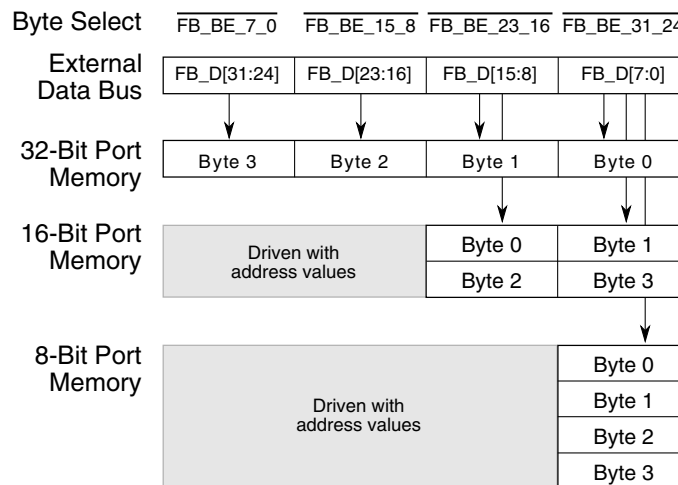 Byte Select FB_BE_7_0 FB_BE_15_8 FB_BE_23_16 FB_BE_31_24
External
Data Bus
FB_D[31:24] FB_D[23:16] FB_D[15:8] FB_D[7:0]
32-Bit Port
Memory
Byte 3 Byte 2 Byte 1 Byte 0
16-Bit Port
Memory
Driven with
address values
Byte 0 Byte 1
Byte 2 Byte 3
8-Bit Port
Memory
Driven with
address values
Byte 0
Byte 1
Byte 2
Byte 3